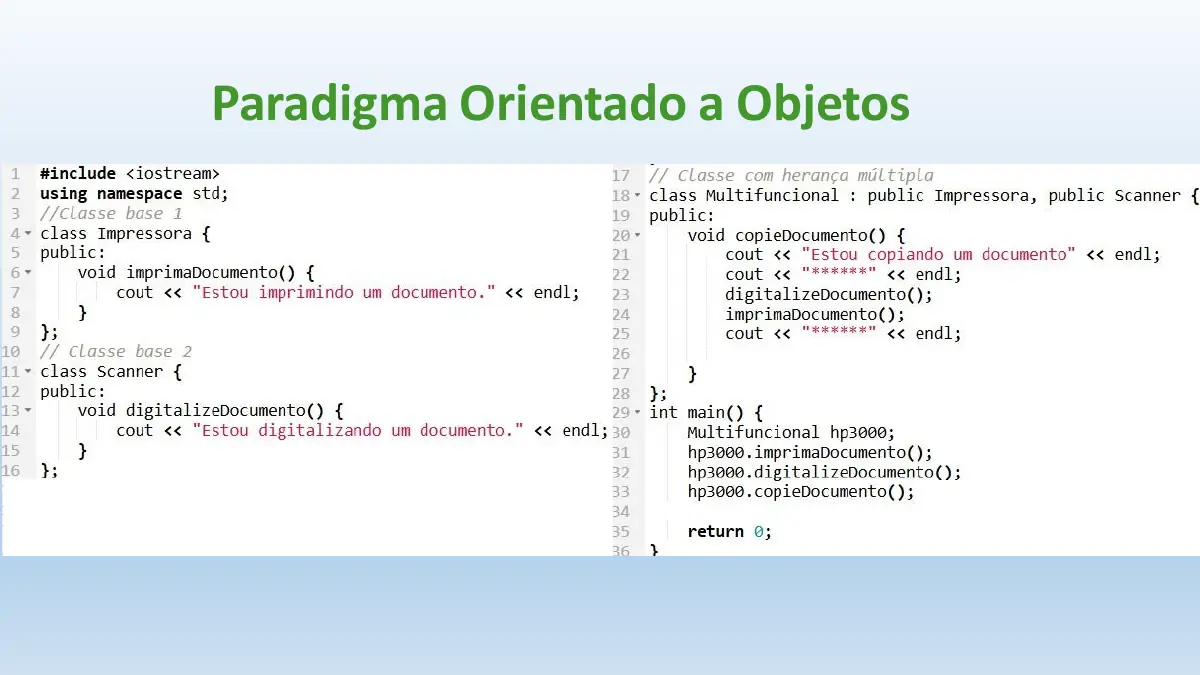 Paradigma Orientado a Objetos
1 #include <iostream>
2 using namespace std;
3 //Classe base 1
4 class Impressora {
5 public:
6 void imprimaDocumento() {
7 cout << "Estou imprimindo um documento." << endl;
8 }
9 };
10 // Classe base 2
11 class Scanner {
12 public:
13 void digitalizeDocumento() {
14 cout << "Estou digitalizando um documento." << endl;
15 }
16 };
17 // Classe com herança múltipla
18 class Multifuncional : public Impressora, public Scanner {
19 public:
20 void copieDocumento() {
21 cout << "Estou copiando um documento" << endl;
22 cout << "******" << endl;
23 digitalizeDocumento();
24 imprimaDocumento();
25 cout << "******" << endl;
26
27 }
28 };
29 int main() {
30 Multifuncional hp3000;
31 hp3000.imprimaDocumento();
32 hp3000.digitalizeDocumento();
33 hp3000.copieDocumento();
34
35 return 0;
36 }